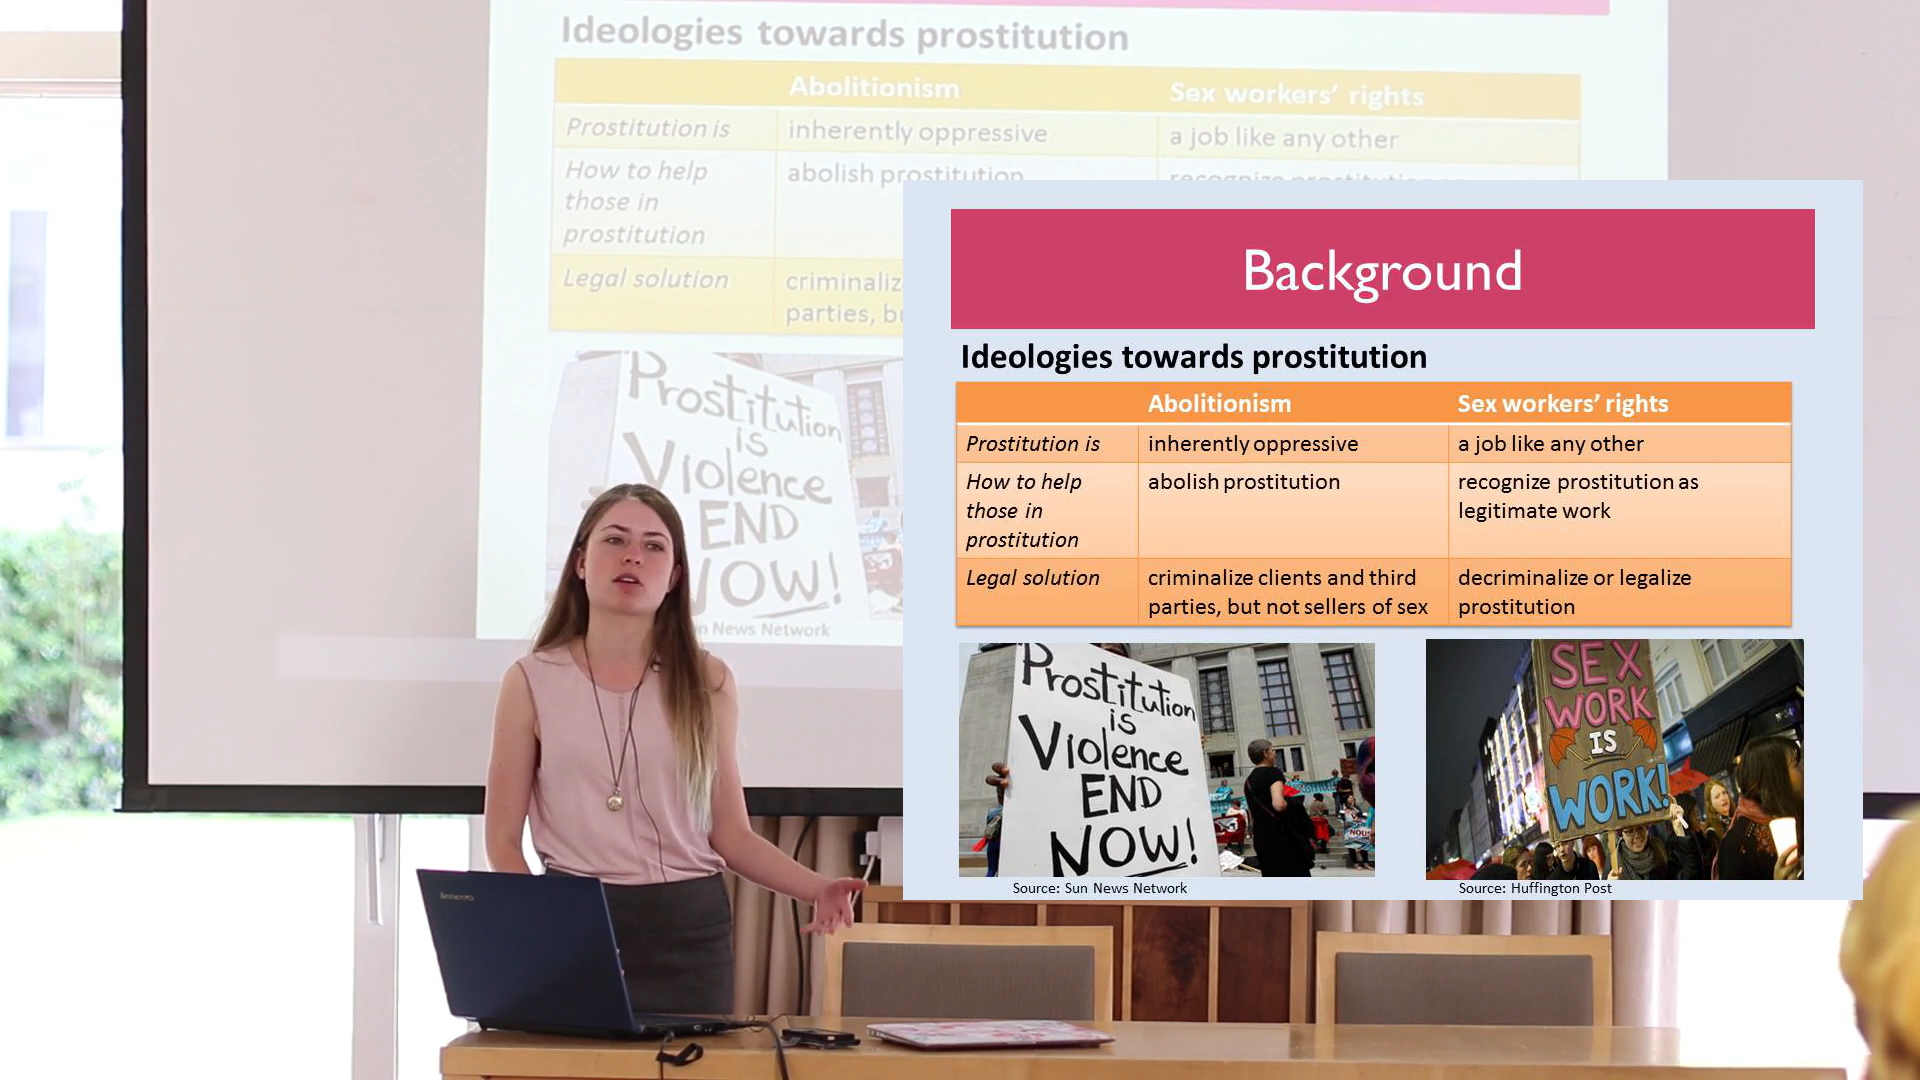 Ideologies towards prostitution
Abolitionism Sex workers’ rights
Prostitution is inherently oppressive a job like any other
How to help abolish prostitution
those in
prostitution
Legal solution
parties,
Prostitution
is
Violence
END
NOW!
News Network
lenovo
Background
Ideologies towards prostitution
Abolitionism Sex workers’ rights
Prostitution is inherently oppressive a job like any other
How to help abolish prostitution recognize prostitution as
those in legitimate work
prostitution
Legal solution criminalize clients and third decriminalize or legalize
parties, but not sellers of sex prostitution
Prostitution
is
Violence
END
NOW!
Source: Sun News Network
SEX
WORK
IS
WORK!
Source: Huffington Post